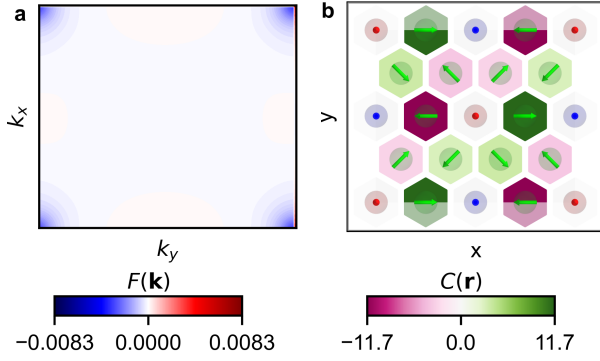 a
b
k_x
y
k_y
x
F(k)
C(r)
−0.0083 0.0000 0.0083
−11.7 0.0 11.7